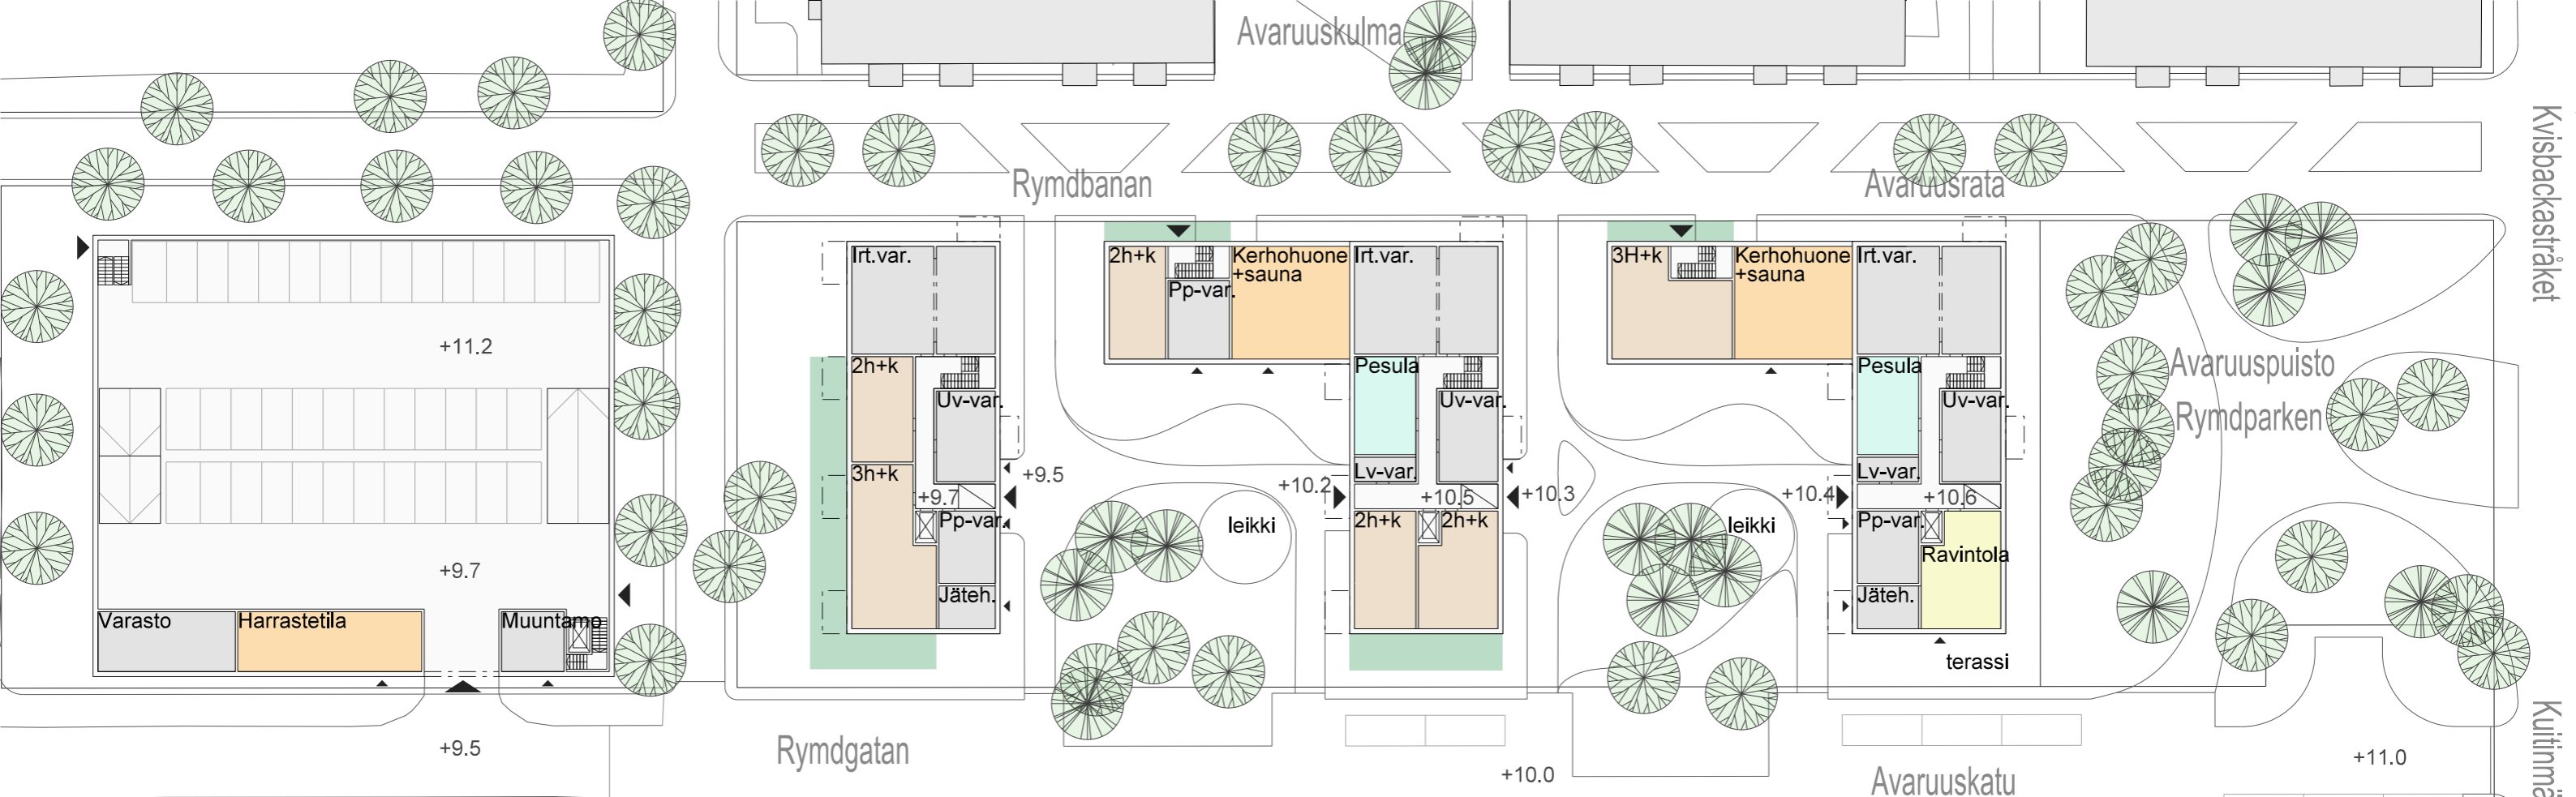 Avaruuskulma
Rymdbanan
Avaruusrata
Kvisbackastråket
+11.2
+9.7
Varasto
Harrastetila
Muuntamo
+9.5
Irt.var.
2h+k
Uv-var.
3h+k
+9.7
Pp-var.
Jäteh.
+9.5
2h+k
Pp-var.
Kerhohuone
+sauna
Irt.var.
Pesula
Uv-var.
Lv-var.
+10.2
+10.5
+10.3
2h+k
2h+k
leikki
3H+k
Kerhohuone
+sauna
Irt.var.
Pesula
Uv-var.
Lv-var.
+10.4
+10.6
Pp-var.
Ravintola
Jäteh.
leikki
terassi
Avaruuspuisto
Rymdparken
Rymdgatan
+10.0
Avaruuskatu
+11.0